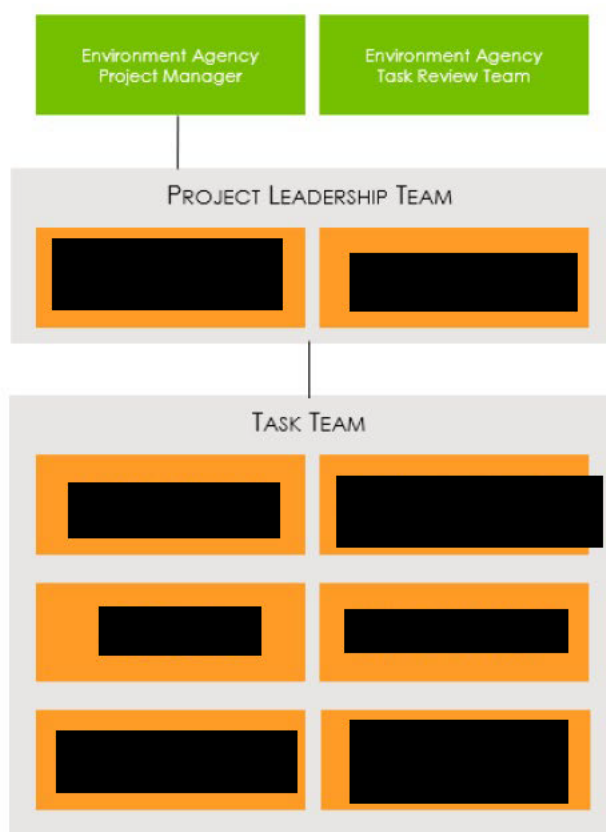 Environment Agency
Project Manager
Environment Agency
Task Review Team
PROJECT LEADERSHIP TEAM
TASK TEAM